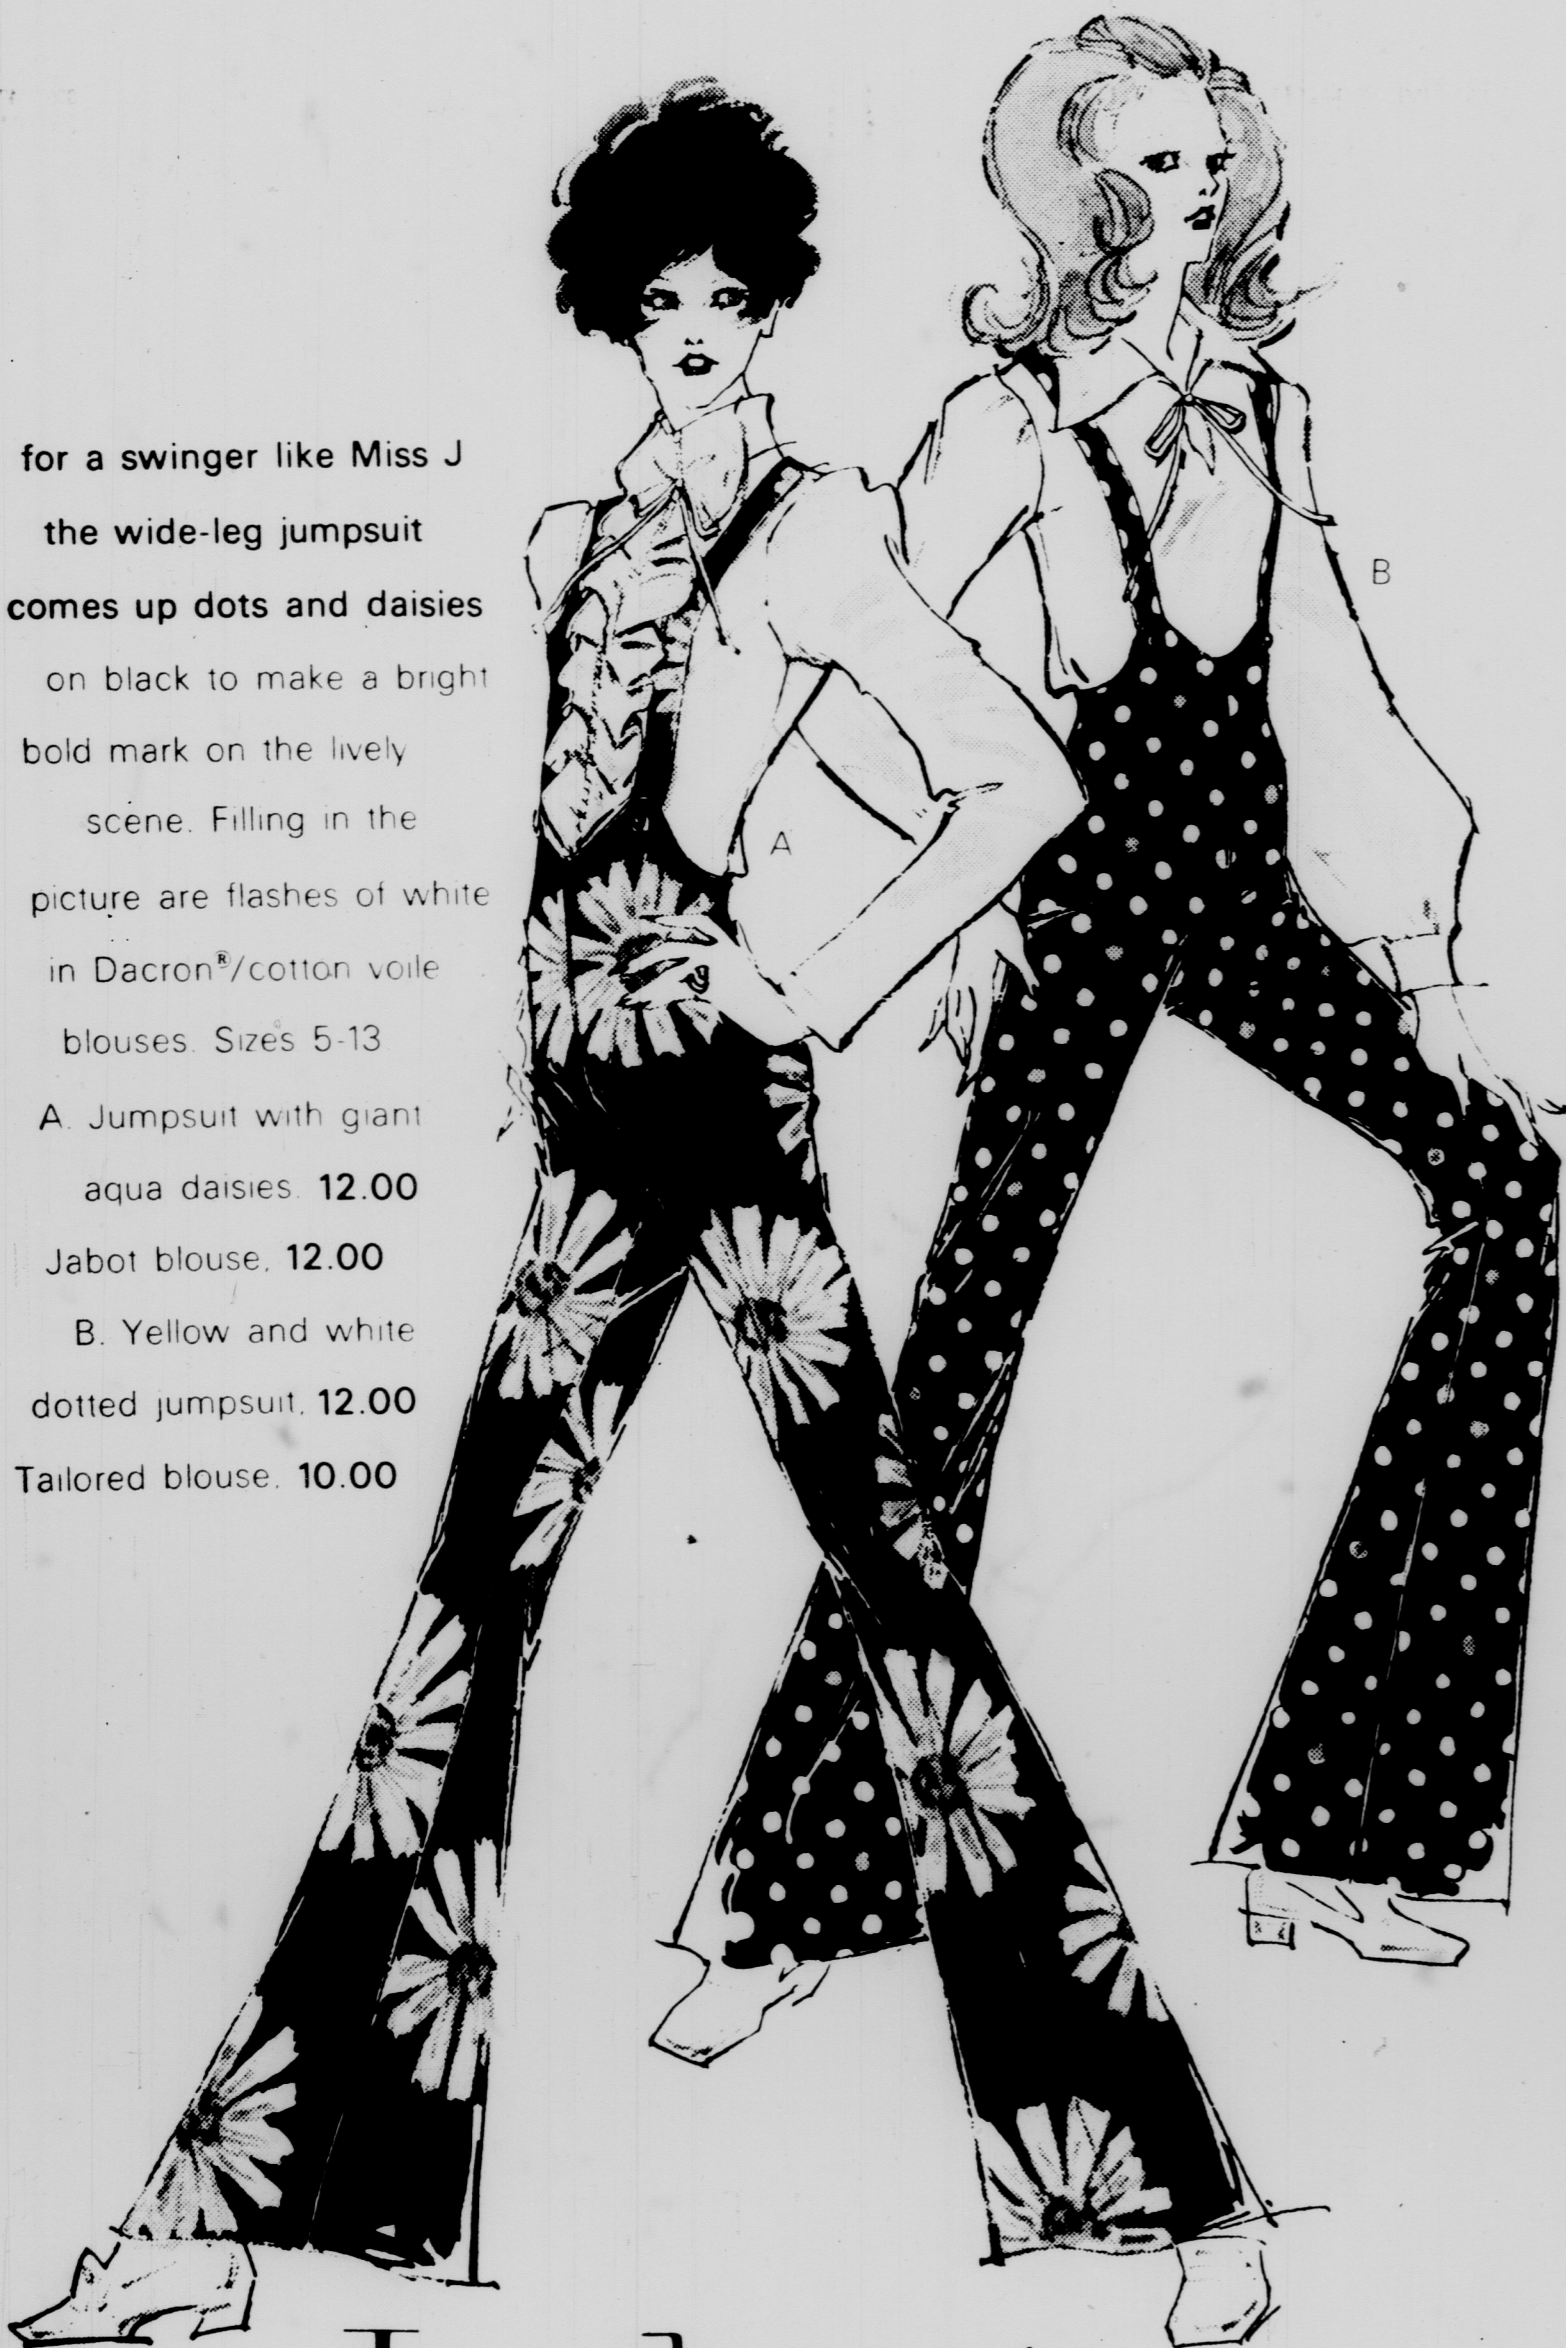 for a swinger like Miss J
the wide-leg jumpsuit
comes up dots and daisies
on black to make a bright
bold mark on the lively
scene. Filling in the
picture are flashes of white
in Dacron®/cotton voile
blouses. Sizes 5-13
A. Jumpsuit with giant
aqua daisies. 12.00
Jabot blouse, 12.00
B. Yellow and white
dotted jumpsuit, 12.00
Tailored blouse, 10.00
A
B